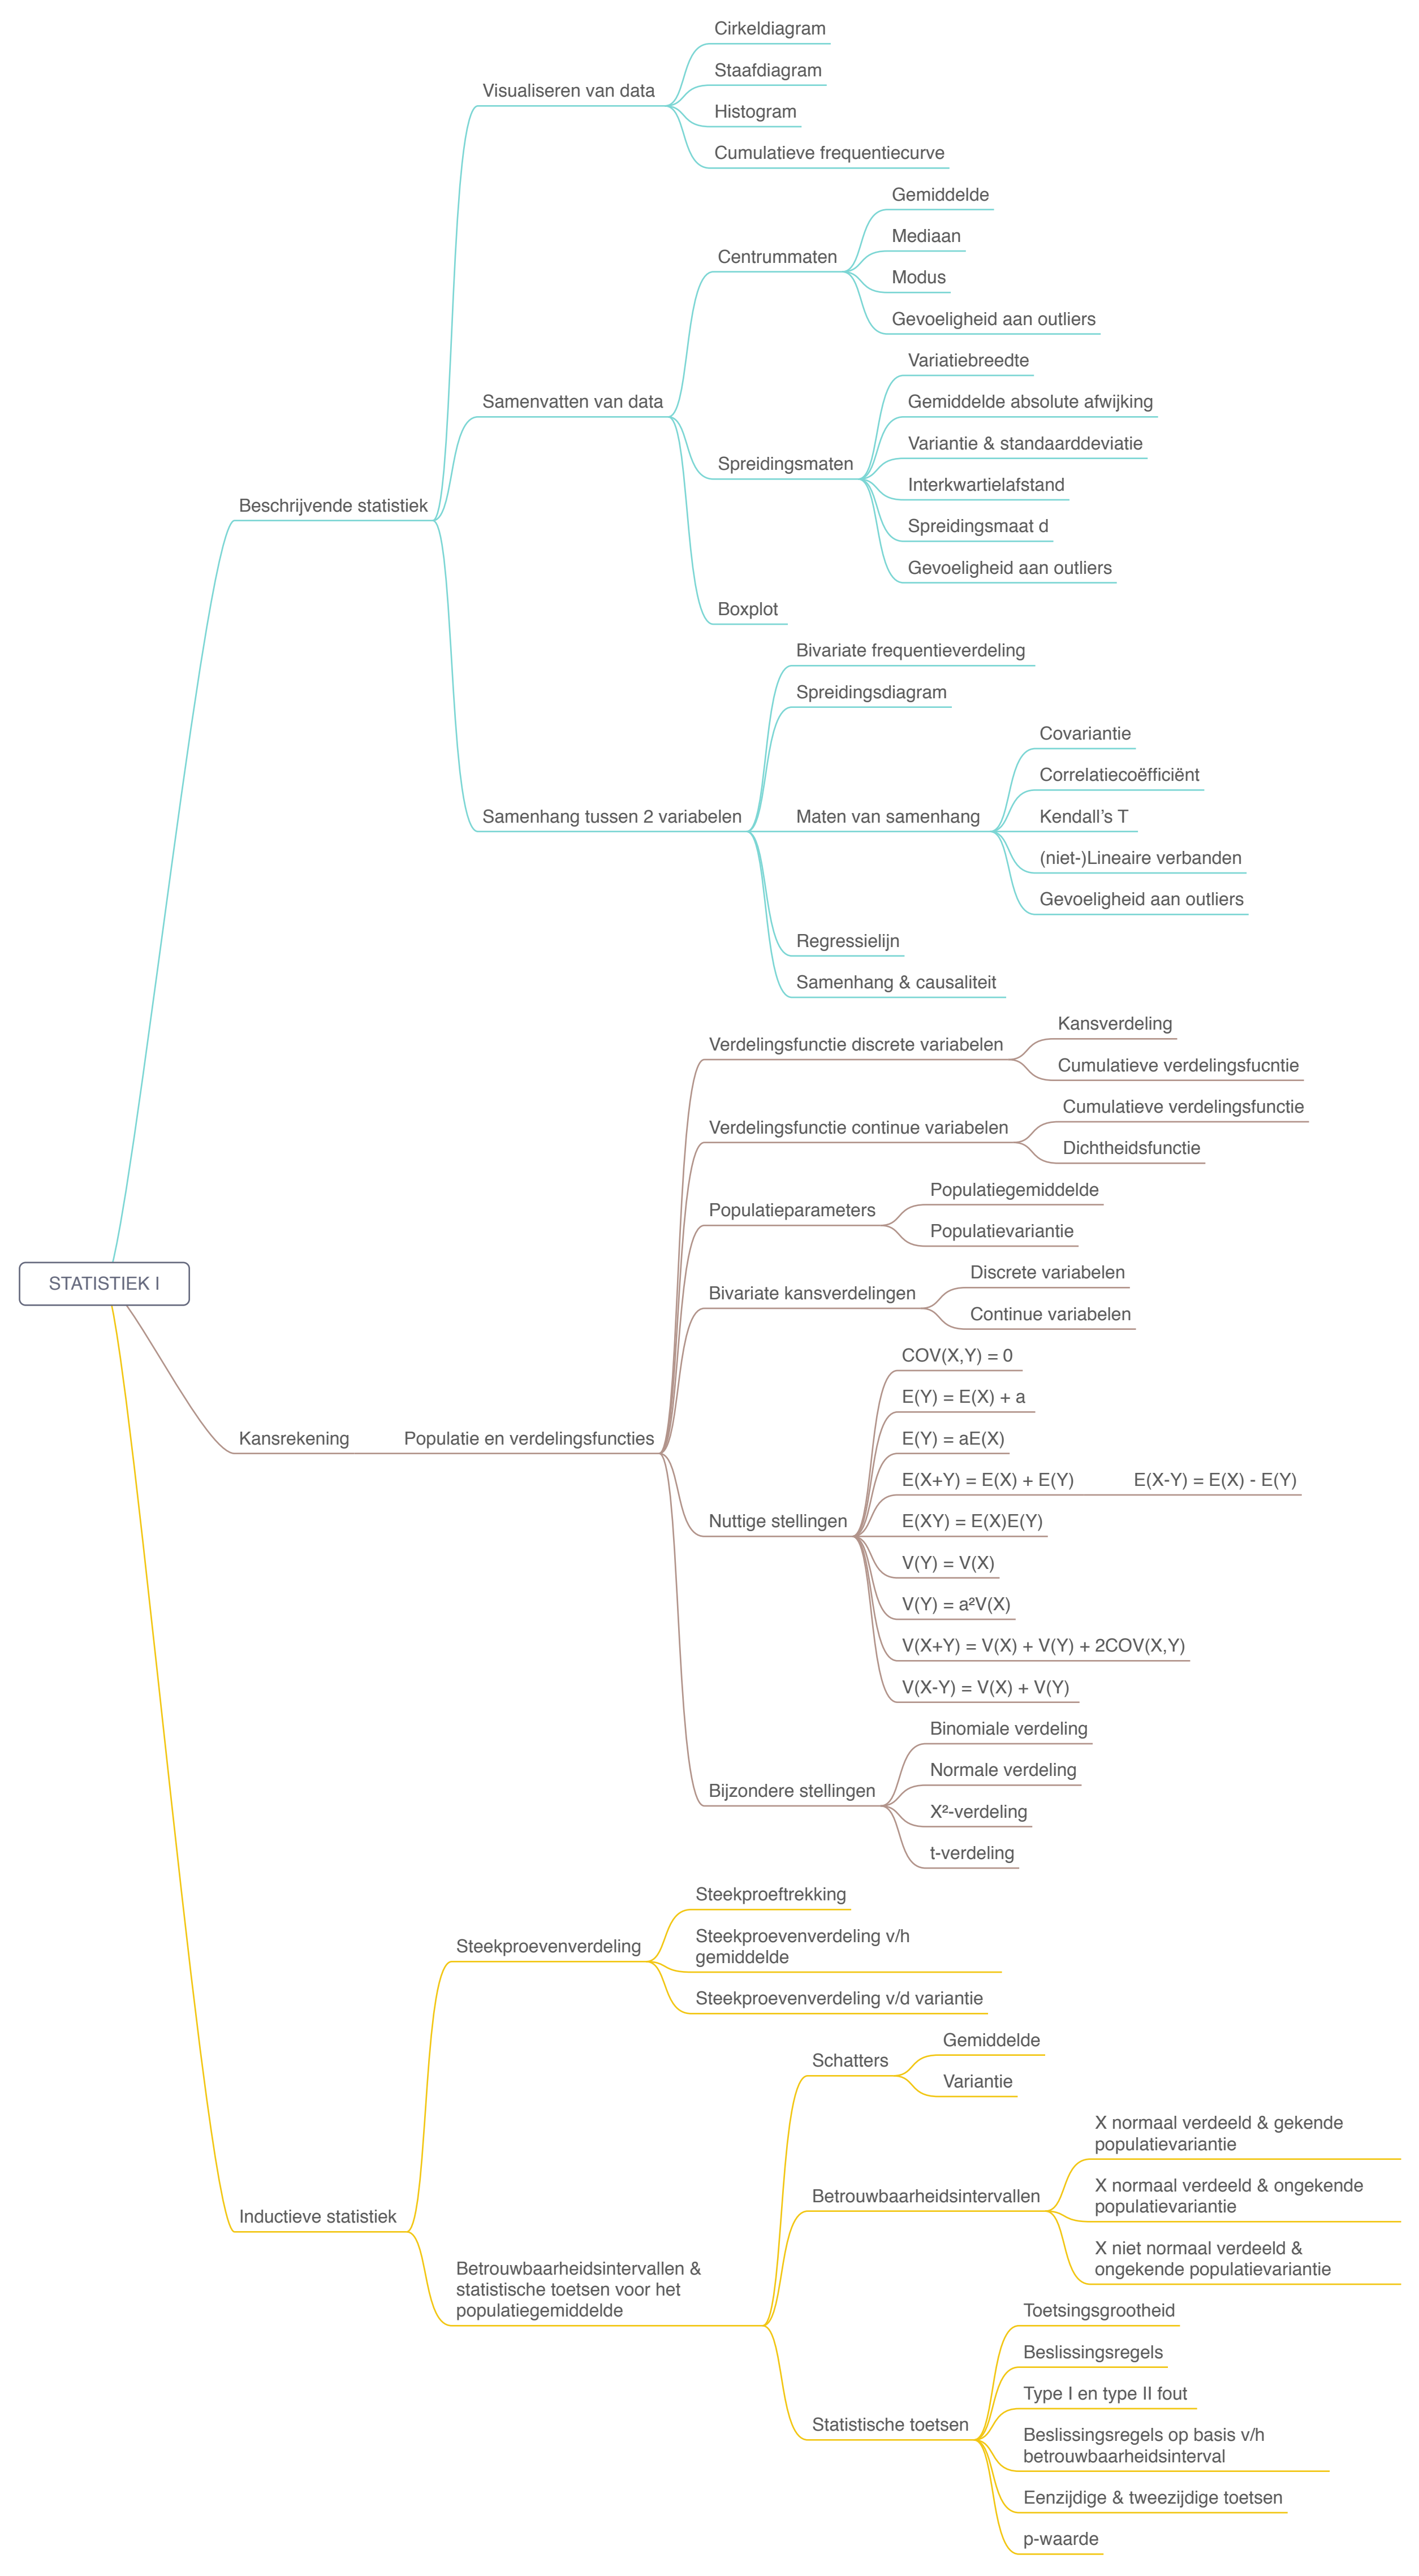 Cirkeldiagram
Staafdiagram
Visualiseren van data
Histogram
Cumulatieve frequentiecurve
Gemiddelde
Mediaan
Centrummaten
Modus
Gevoeligheid aan outliers
Variatiebreedte
Samenvatten van data
Gemiddelde absolute afwijking
Variantie & standaarddeviatie
Spreidingsmaten
Interkwartielafstand
Beschrijvende statistiek
Spreidingsmaat d
Gevoeligheid aan outliers
Boxplot
Bivariate frequentieverdeling
Spreidingsdiagram
Covariantie
Correlatiecoëfficiënt
Samenhang tussen 2 variabelen
Maten van samenhang
Kendall's T
(niet-)Lineaire verbanden
Gevoeligheid aan outliers
Regressielijn
Samenhang & causaliteit
Kansverdeling
Verdelingsfunctie discrete variabelen
Cumulatieve verdelingsfucntie
Cumulatieve verdelingsfunctie
Verdelingsfunctie continue variabelen
Dichtheidsfunctie
Populatiegemiddelde
Populatieparameters
Populatievariantie
Discrete variabelen
STATISTIEK I
Bivariate kansverdelingen
Continue variabelen
COV(X,Y) = 0
E(Y) = E(X) + a
Kansrekening
Populatie en verdelingsfuncties
E(Y) = aE(X)
E(X+Y) = E(X) + E(Y)
E(X-Y) = E(X) - E(Y)
Nuttige stellingen
E(XY) = E(X)E(Y)
V(Y) = V(X)
V(Y) = a²V(X)
V(X+Y) = V(X) + V(Y) + 2COV(X,Y)
V(X-Y) = V(X) + V(Y)
Binomiale verdeling
Normale verdeling
Bijzondere stellingen
X²-verdeling
t-verdeling
Steekproeftrekking
Steekproevenverdeling
Steekproevenverdeling v/h
gemiddelde
Steekproevenverdeling v/d variantie
Gemiddelde
Schatters
Variantie
X normaal verdeeld & gekende
populatievariantie
Betrouwbaarheidsintervallen
X normaal verdeeld & ongekende
populatievariantie
Inductieve statistiek
X niet normaal verdeeld &
ongekende populatievariantie
Betrouwbaarheidsintervallen &
statistische toetsen voor het
populatiegemiddelde
Toetsingsgrootheid
Beslissingsregels
Type I en type II fout
Statistische toetsen
Beslissingsregels op basis v/h
betrouwbaarheidsinterval
Eenzijdige & tweezijdige toetsen
p-waarde